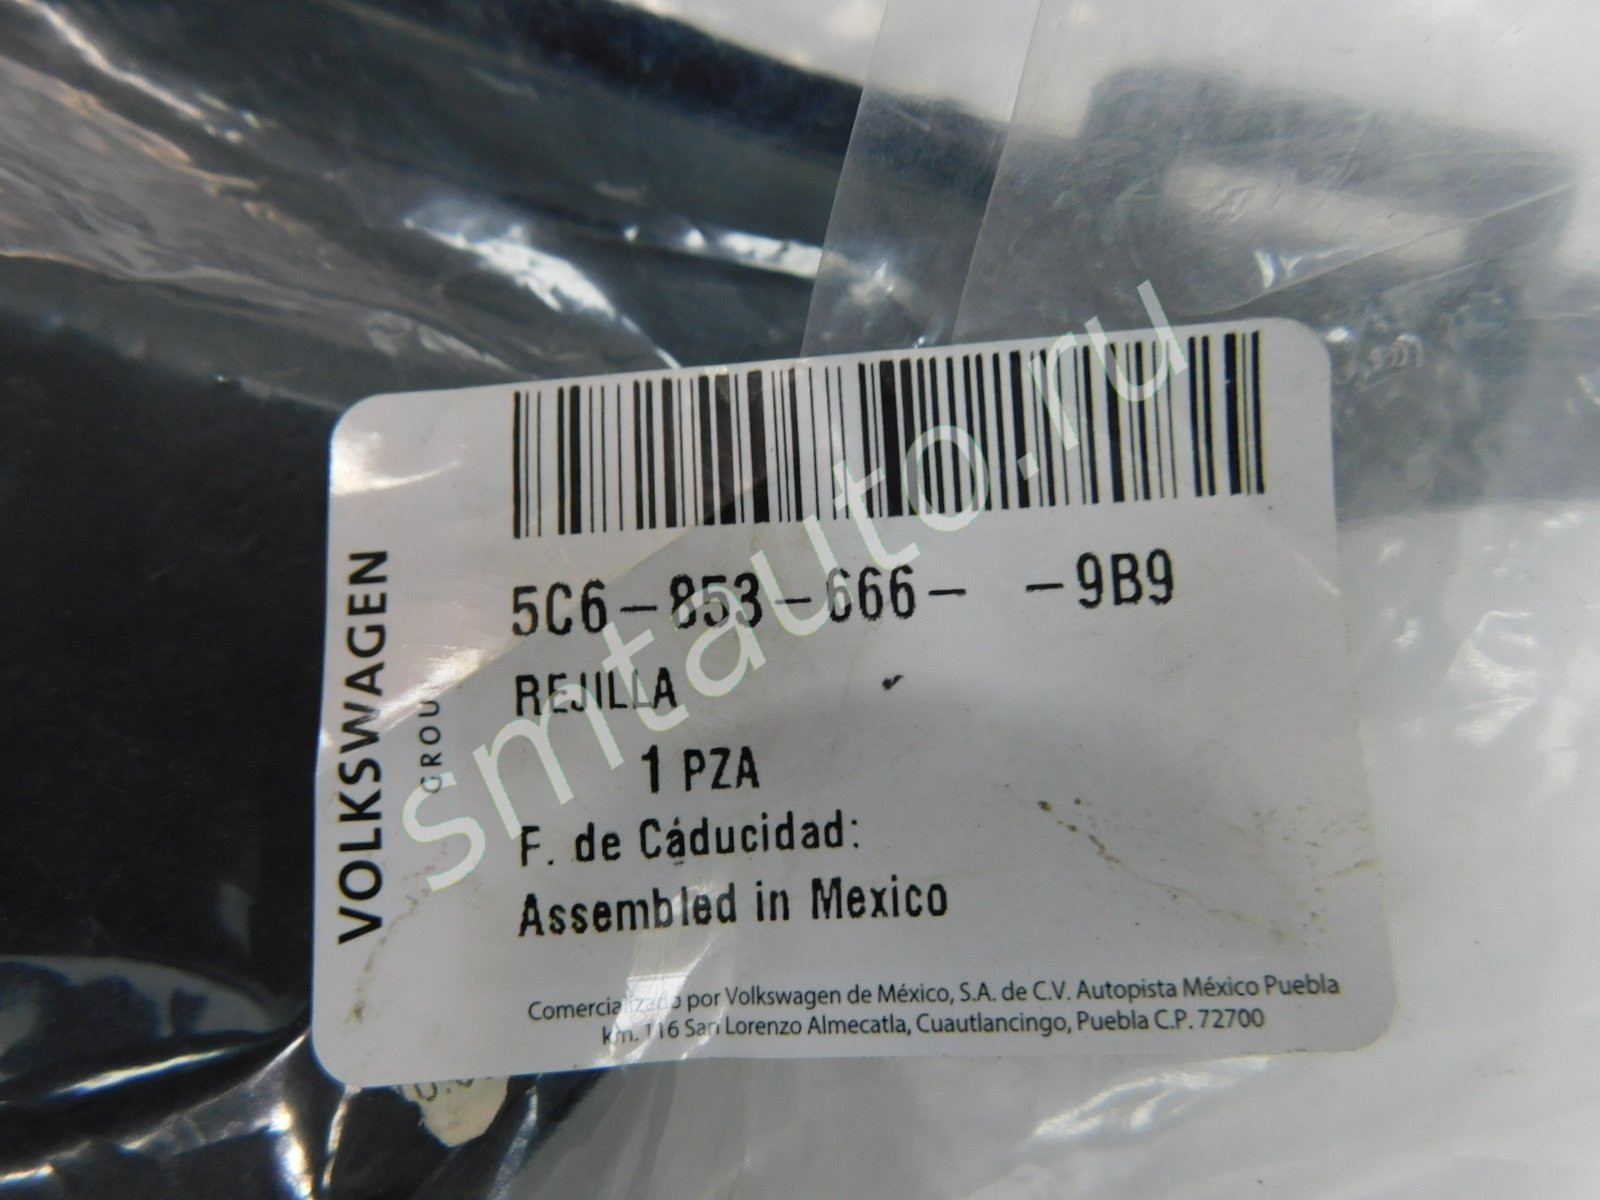 VOLKSWAGEN
GROUP
5C6-853-666- -9B9
REJILLA
1 PZA
F. de Cáducidad:
Assembled in Mexico
Comercializado por Volkswagen de México, S.A. de C.V. Autopista México Puebla
km. 116 San Lorenzo Almecatla, Cuautlancingo, Puebla C.P. 72700
smtauto.ru